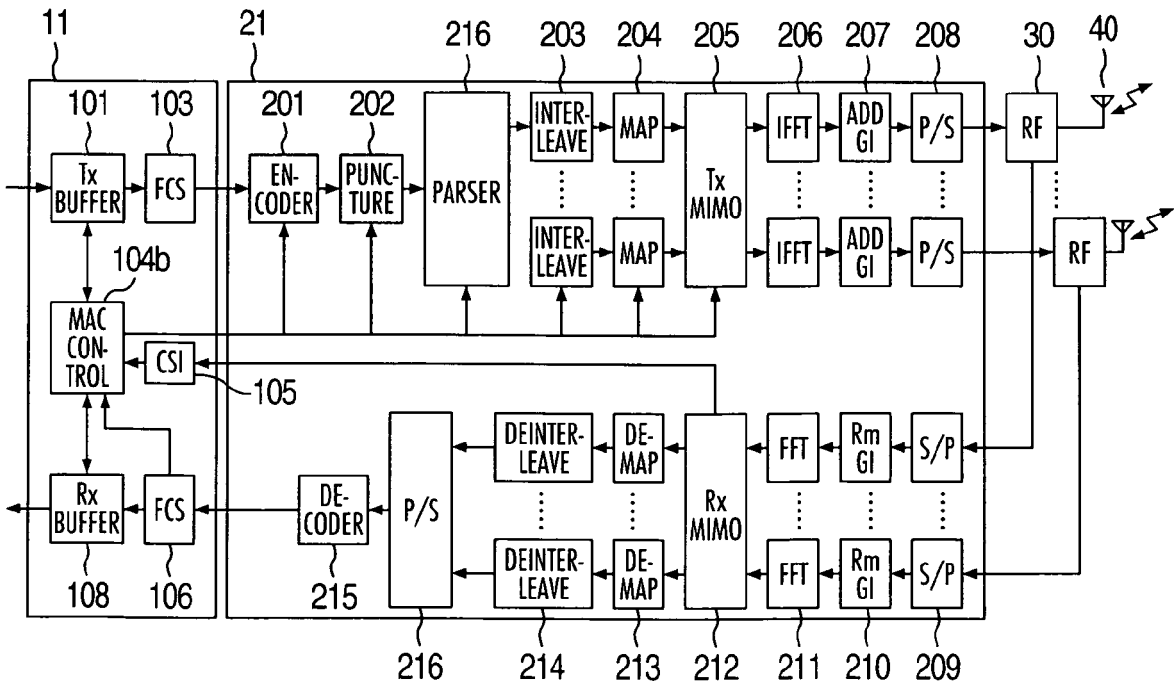 11
21
216
203
204
205
206
207
208
30
40
101
103
201
202
Tx
BUFFER
FCS
EN-
CODER
PUNC-
TURE
PARSER
INTER-
LEAVE
MAP
Tx
MIMO
IFFT
ADD
GI
P/S
RF
INTER-
LEAVE
MAP
IFFT
ADD
GI
P/S
RF
104b
MAC
CON-
TROL
CSI
105
Rx
BUFFER
FCS
DE-
CODER
P/S
DEINTER-
LEAVE
DE-
MAP
Rx
MIMO
FFT
Rm
GI
S/P
DEINTER-
LEAVE
DE-
MAP
FFT
Rm
GI
S/P
108
106
215
216
214
213
212
211
210
209